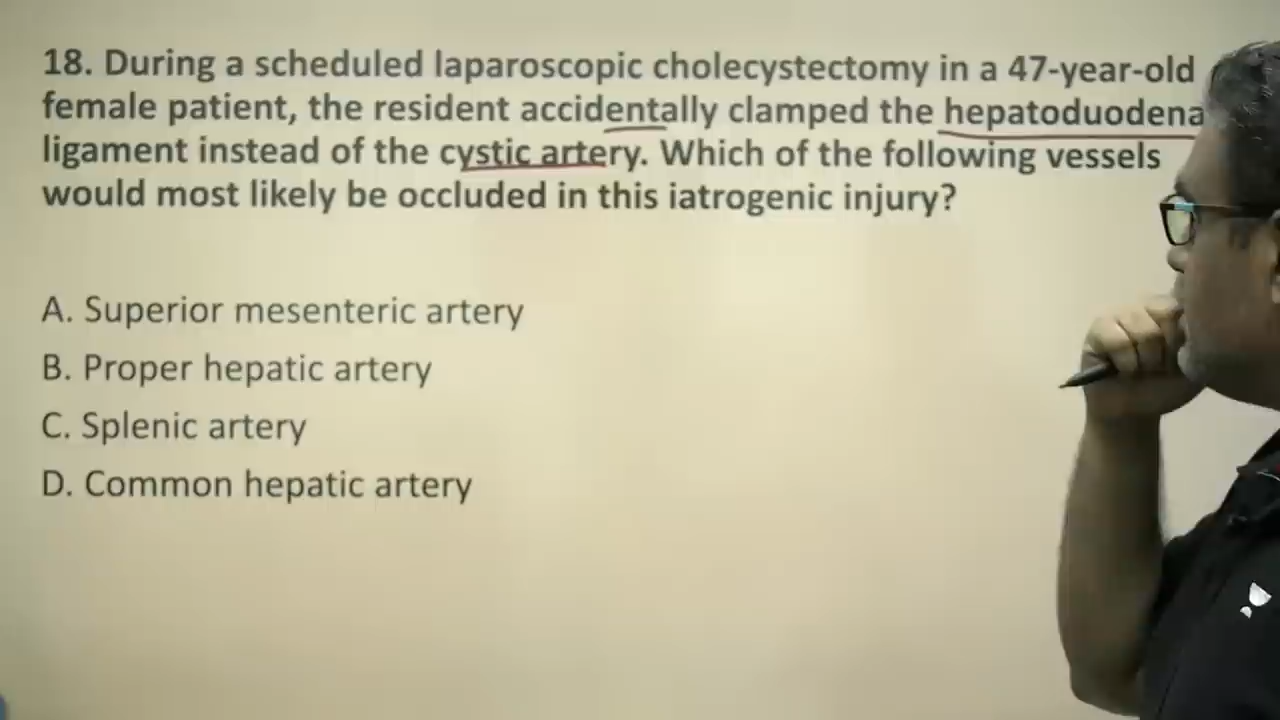 18. During a scheduled laparoscopic cholecystectomy in a 47-year-old
female patient, the resident accidentally clamped the hepatoduodena
ligament instead of the cystic artery. Which of the following vessels
would most likely be occluded in this iatrogenic injury?
A. Superior mesenteric artery
B. Proper hepatic artery
C. Splenic artery
D. Common hepatic artery